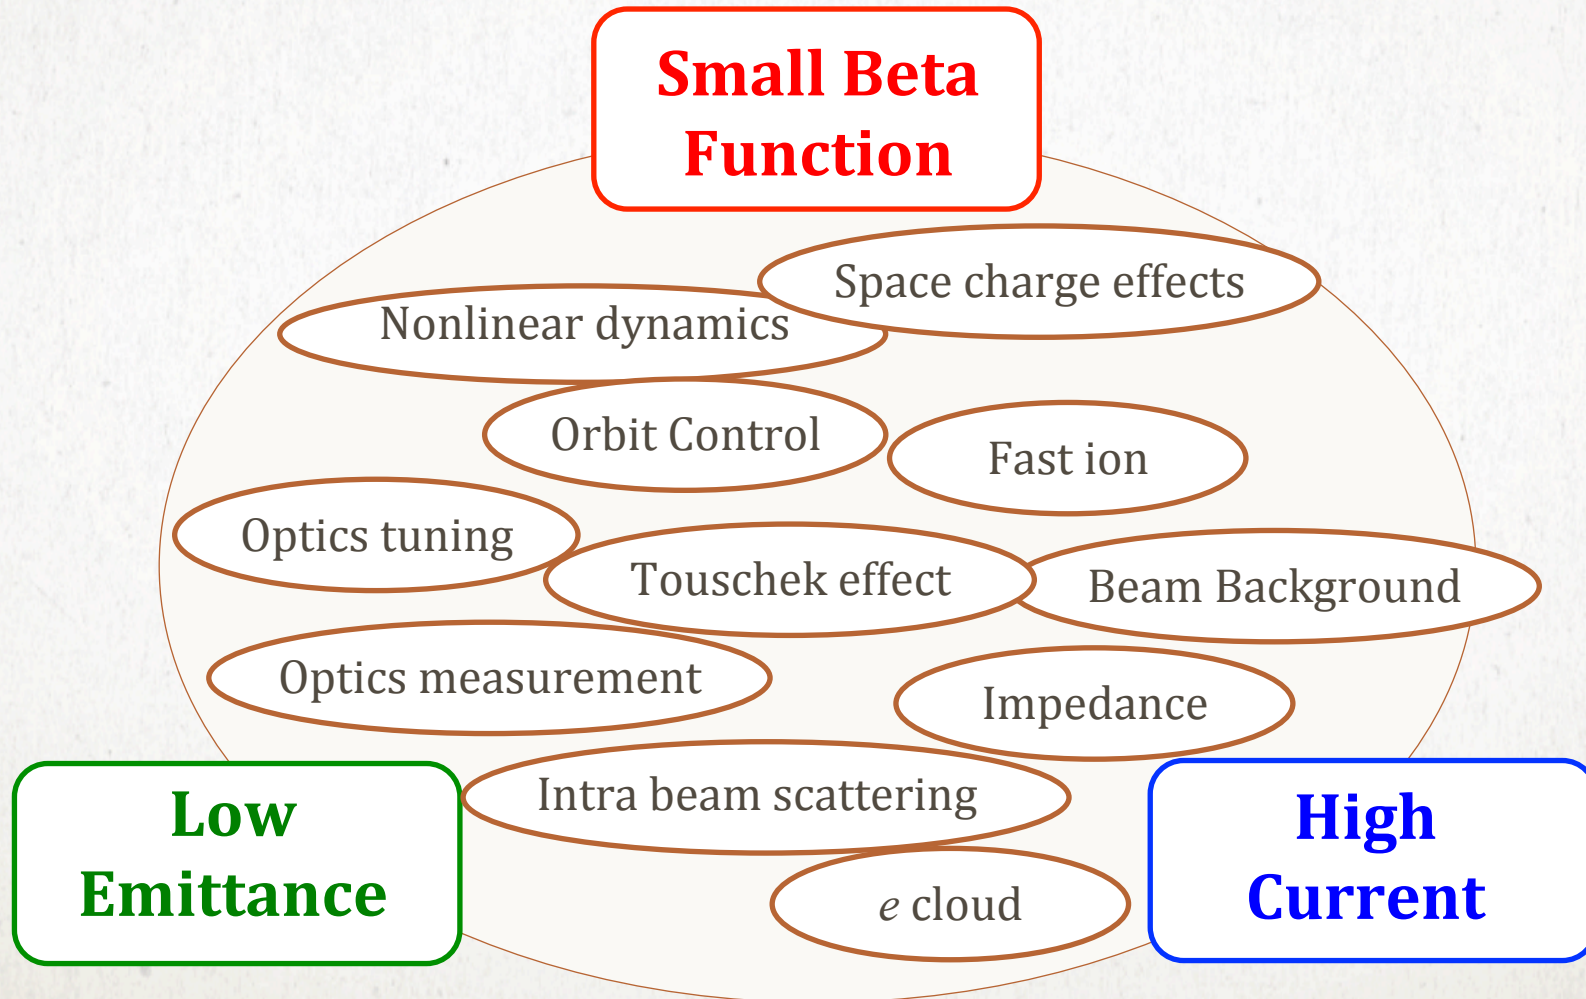 Small Beta
Function
Space charge effects
Nonlinear dynamics
Orbit Control
Fast ion
Optics tuning
Touschek effect
Beam Background
Optics measurement
Impedance
Intra beam scattering
Low
Emittance
High
Current
e cloud